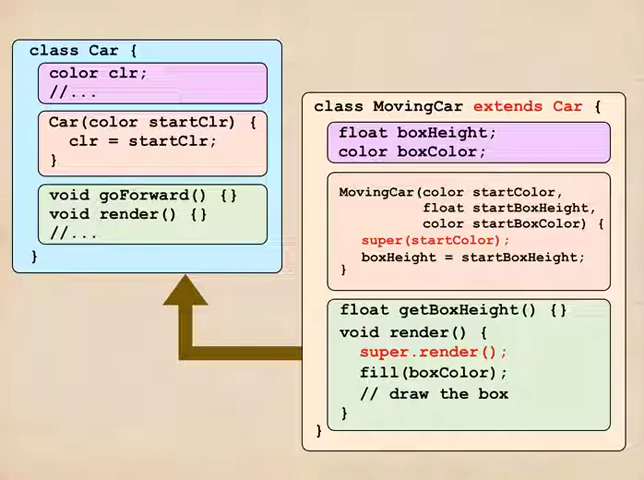 class Car {
color clr;
//...
Car(color startClr) {
clr = startClr;
}
void goForward() {}
void render() {}
//...
}
class MovingCar extends Car {
float boxHeight;
color boxColor;
MovingCar(color startColor,
float startBoxHeight,
color startBoxColor) {
super(startColor);
boxHeight = startBoxHeight;
}
float getBoxHeight() {}
void render() {
super.render();
fill(boxColor);
// draw the box
}
}